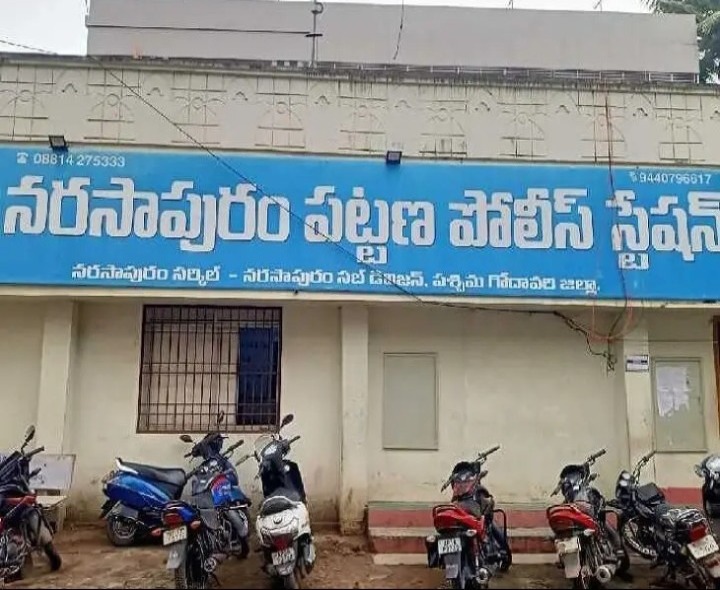 ☎ 08814 275333
9440796617
నరసాపురం పట్టణ పోలీస్ స్టేషన్
నరసాపురం సర్కిల్ - నరసాపురం సబ్ డివిజన్. పశ్చిమ గోదావరి జిల్లా.